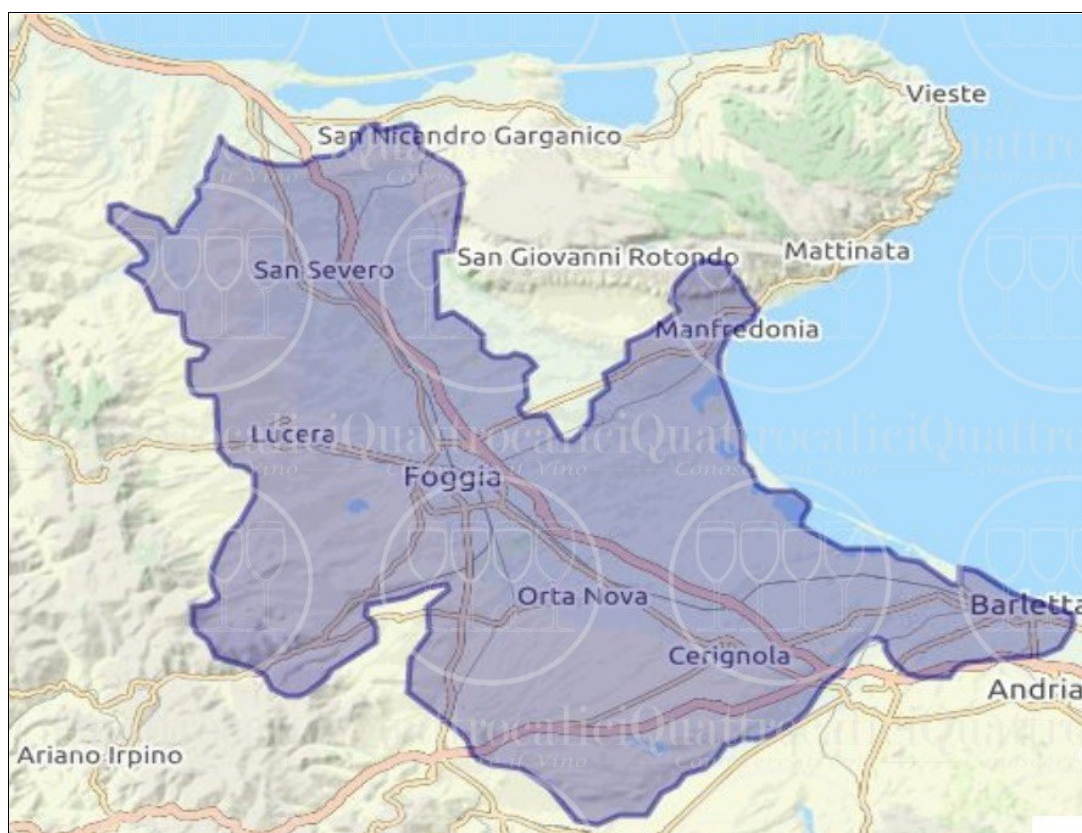 Vieste
San Nicandro Garganico
San Giovanni Rotondo
Mattinata
San Severo
Manfredonia
Lucera
QuattrocaliciQuattrocaliciQuattro
Foggia
Orta Nova
Barletta
Cerignola
Andria
Ariano Irpino